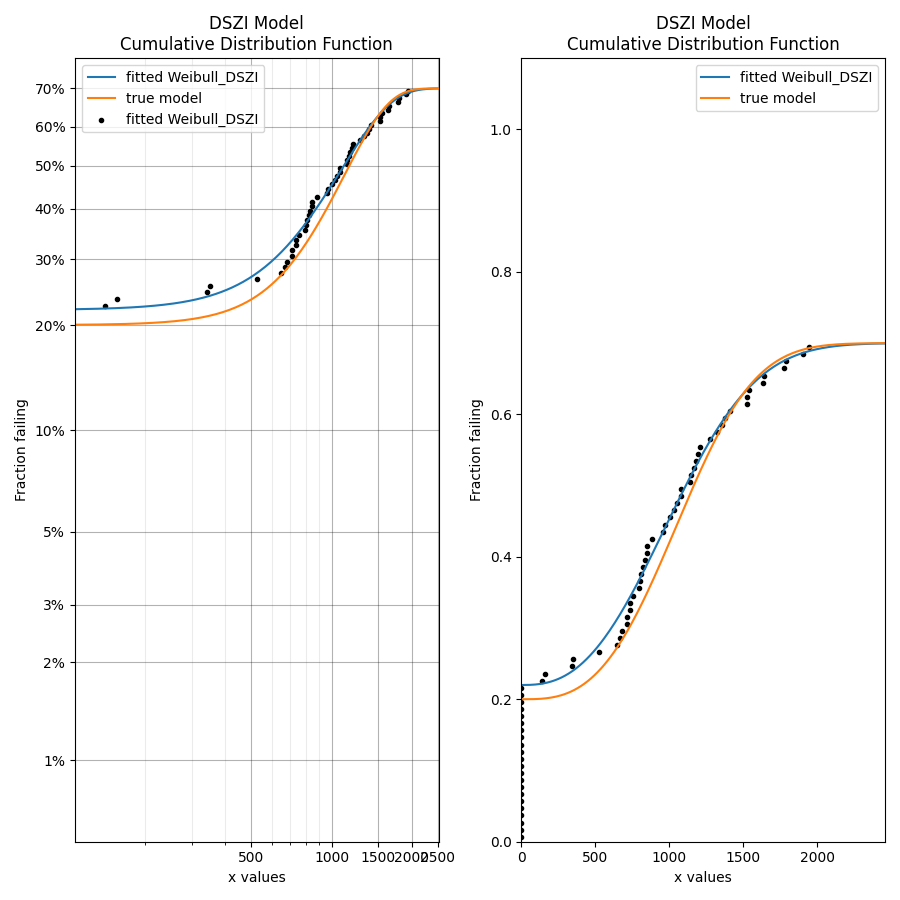 DSZI Model
Cumulative Distribution Function
fitted Weibull_DSZI
true model
fitted Weibull_DSZI
70%
60%
50%
40%
30%
20%
10%
5%
3%
2%
1%
Fraction failing
500
1000
1500
2000
2500
x values
DSZI Model
Cumulative Distribution Function
fitted Weibull_DSZI
true model
1.0
0.8
0.6
0.4
0.2
0.0
Fraction failing
0
500
1000
1500
2000
x values